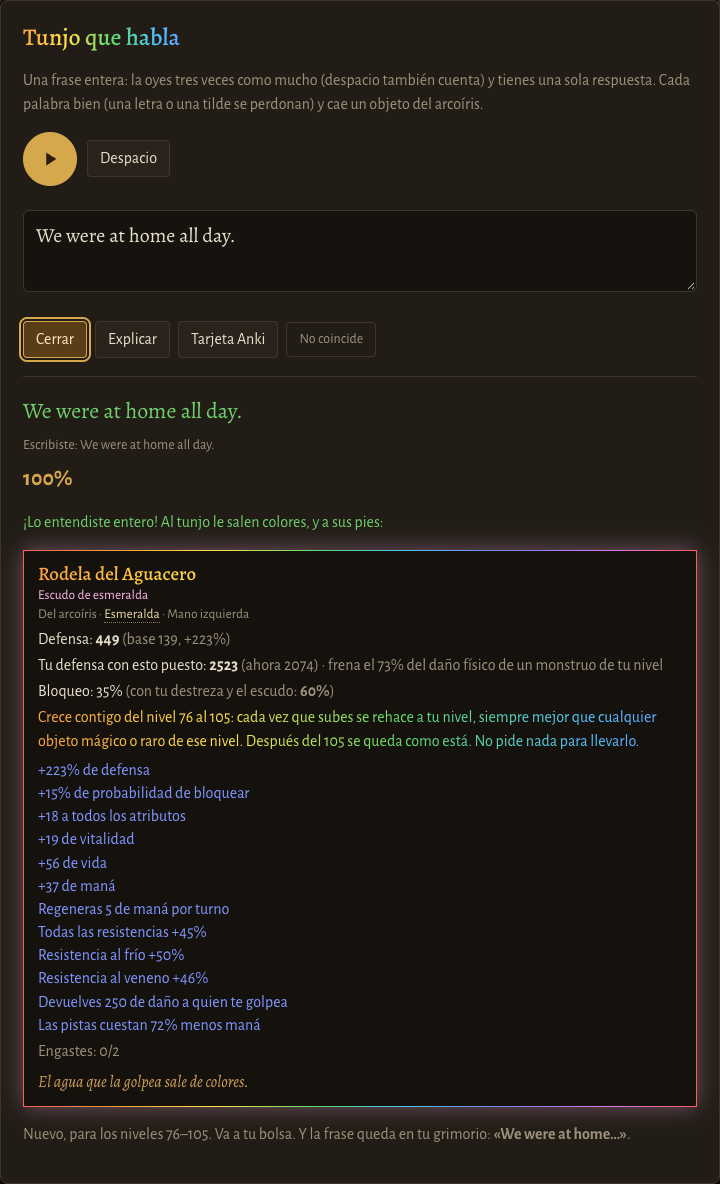 Tunjo que habla
Una frase entera: la oyes tres veces como mucho (despacio también cuenta) y tienes una sola respuesta. Cada
palabra bien (una letra o una tilde se perdonan) y cae un objeto del arcoíris.
Despacio
We were at home all day.
Cerrar
Explicar
Tarjeta Anki
No coincide
We were at home all day.
Escribiste: We were at home all day.
100%
¡Lo entendiste entero! Al tunjo le salen colores, y a sus pies:
Rodela del Aguacero
Escudo de esmeralda
Del arcoíris · Esmeralda · Mano izquierda
Defensa: 449 (base 139, +223%)
Tu defensa con esto puesto: 2523 (ahora 2074) · frena el 73% del daño físico de un monstruo de tu nivel
Bloqueo: 35% (con tu destreza y el escudo: 60%)
Crece contigo del nivel 76 al 105: cada vez que subes se rehace a tu nivel, siempre mejor que cualquier
objeto mágico o raro de ese nivel. Después del 105 se queda como está. No pide nada para llevarlo.
+223% de defensa
+15% de probabilidad de bloquear
+18 a todos los atributos
+19 de vitalidad
+56 de vida
+37 de maná
Regeneras 5 de maná por turno
Todas las resistencias +45%
Resistencia al frío +50%
Resistencia al veneno +46%
Devuelves 250 de daño a quien te golpea
Las pistas cuestan 72% menos maná
Engastes: 0/2
El agua que la golpea sale de colores.
Nuevo, para los niveles 76–105. Va a tu bolsa. Y la frase queda en tu grimorio: «We were at home…».